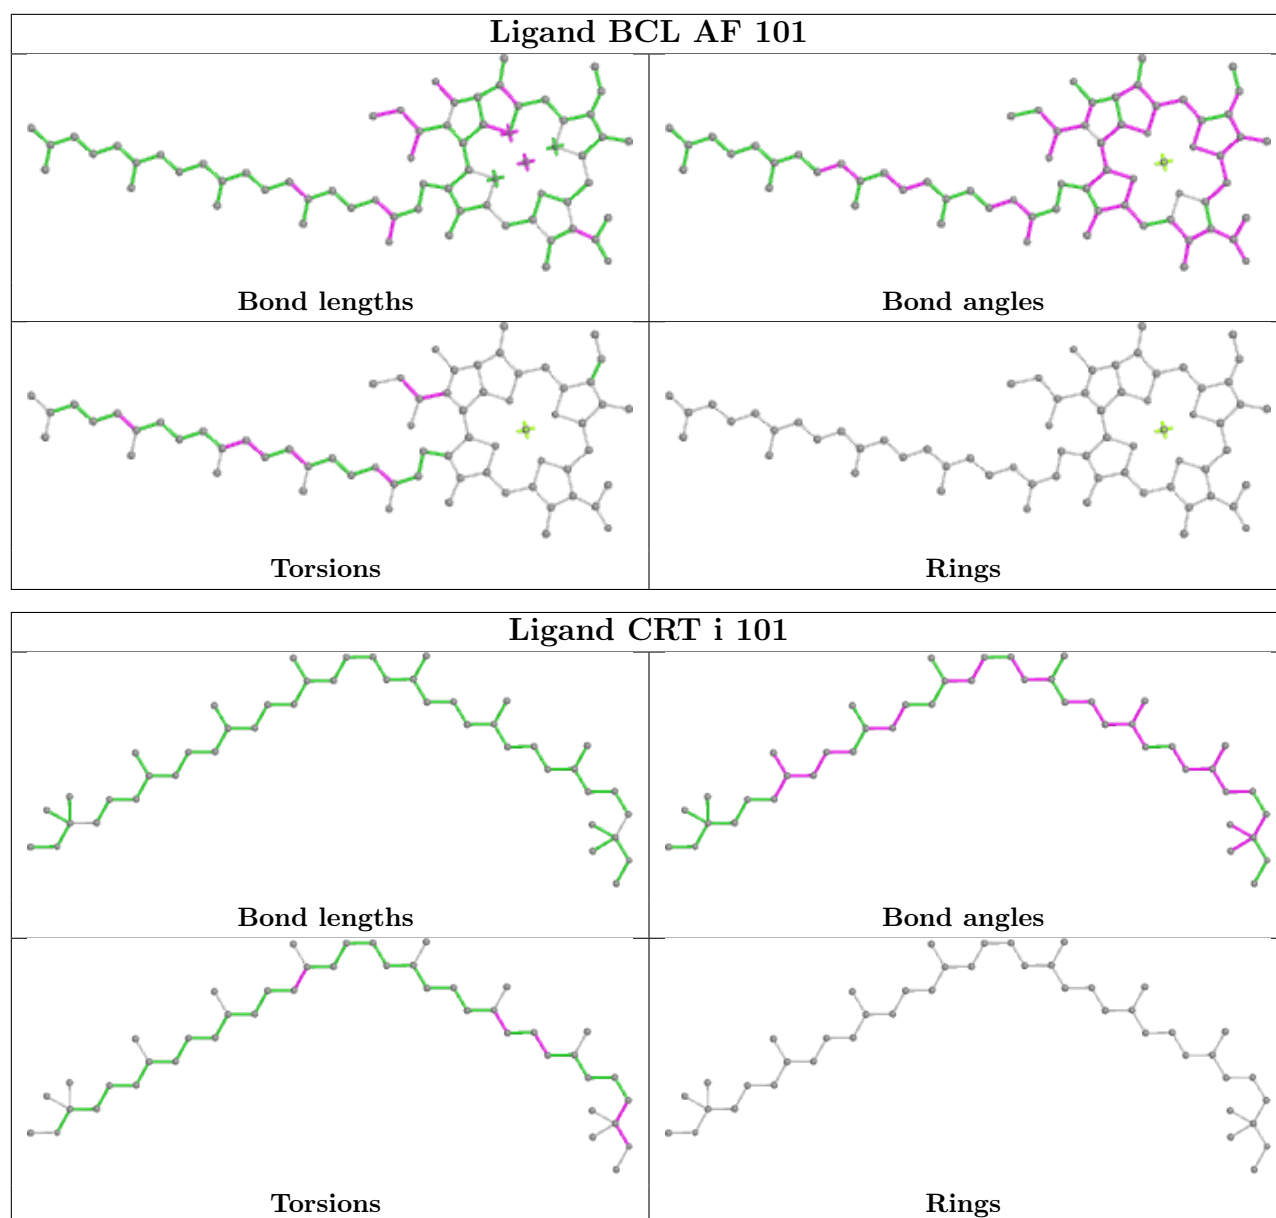 Ligand BCL AF 101
Bond lengths
Bond angles
Torsions
Rings
Ligand CRT i 101
Bond lengths
Bond angles
Torsions
Rings